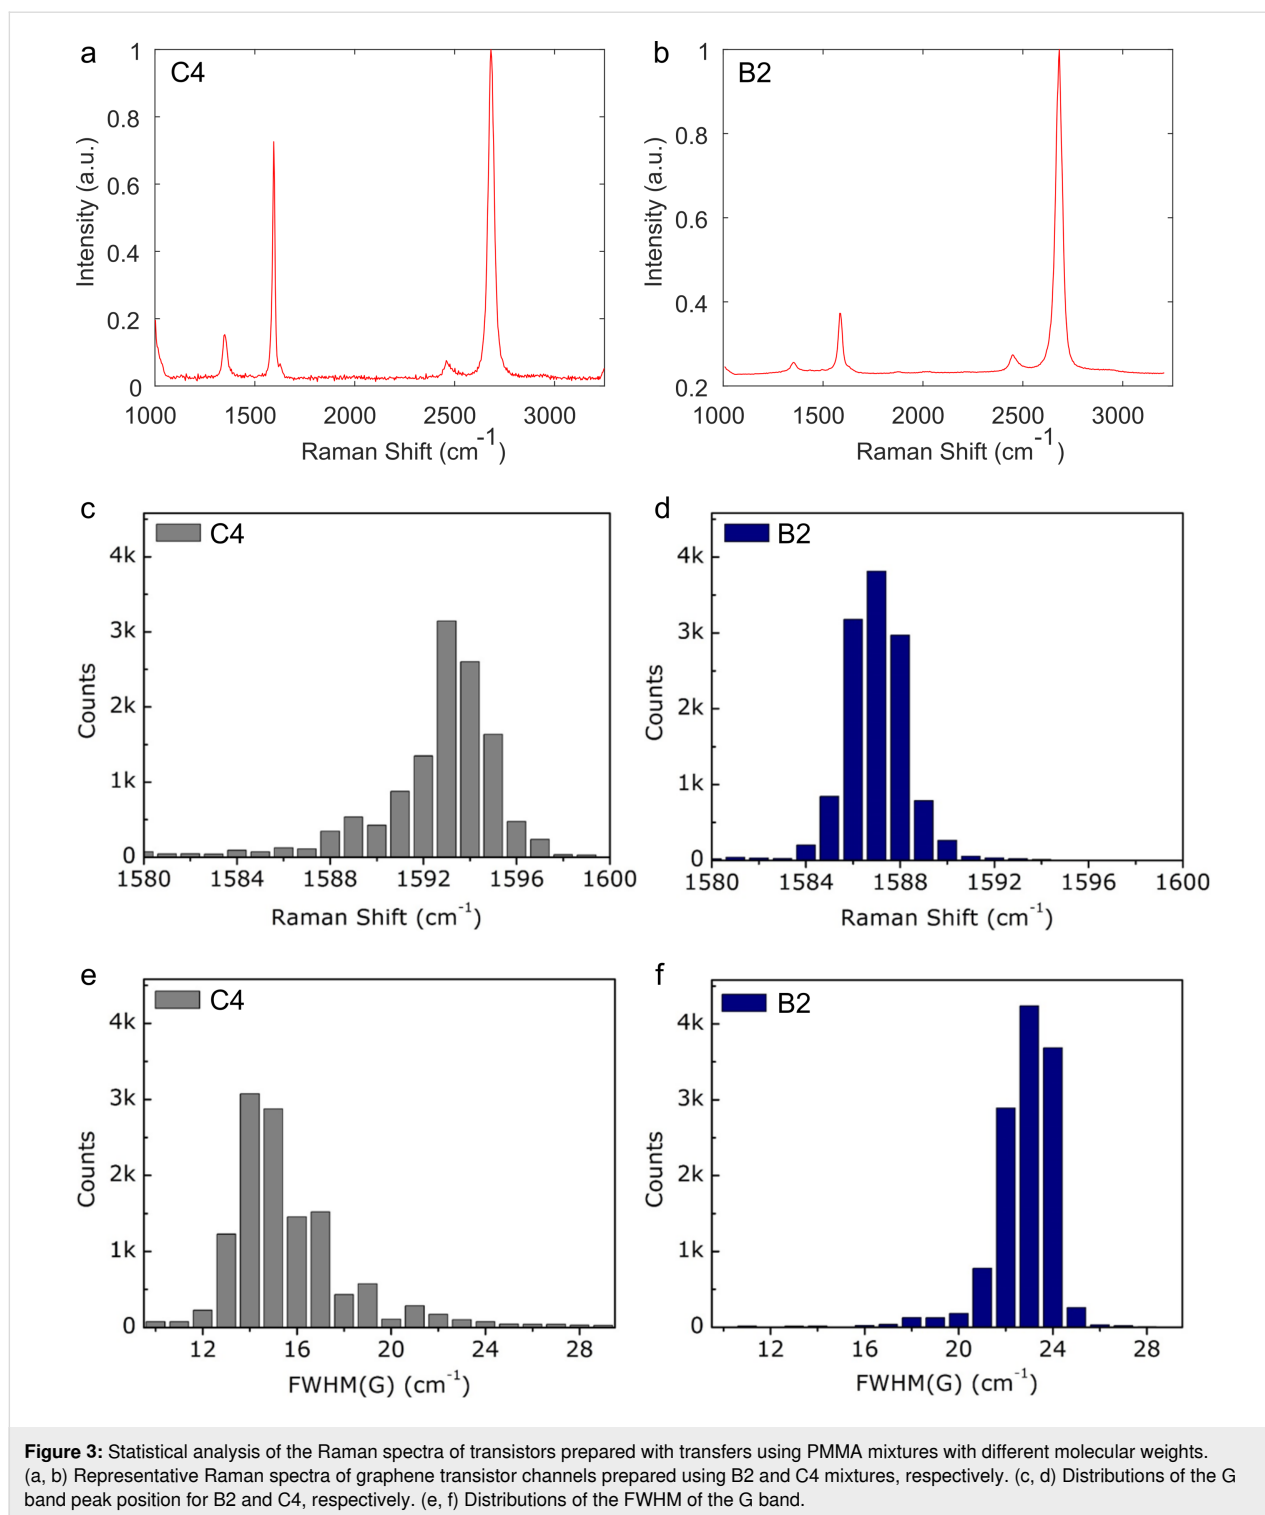 a
C4
1
0.8
0.6
0.4
0.2
0
Intensity (a.u.)
1000 1500 2000 2500 3000
Raman Shift (cm-1)
b
B2
1
0.8
0.6
0.4
0.2
Intensity (a.u.)
1000 1500 2000 2500 3000
Raman Shift (cm-1)
c
C4
4k
3k
2k
1k
0
Counts
1580 1584 1588 1592 1596 1600
Raman Shift (cm-1)
d
B2
4k
3k
2k
1k
0
Counts
1580 1584 1588 1592 1596 1600
Raman Shift (cm-1)
e
C4
4k
3k
2k
1k
0
Counts
12 16 20 24 28
FWHM(G) (cm-1)
f
B2
4k
3k
2k
1k
0
Counts
12 16 20 24 28
FWHM(G) (cm-1)
Figure 3: Statistical analysis of the Raman spectra of transistors prepared with transfers using PMMA mixtures with different molecular weights.
(a, b) Representative Raman spectra of graphene transistor channels prepared using B2 and C4 mixtures, respectively. (c, d) Distributions of the G
band peak position for B2 and C4, respectively. (e, f) Distributions of the FWHM of the G band.